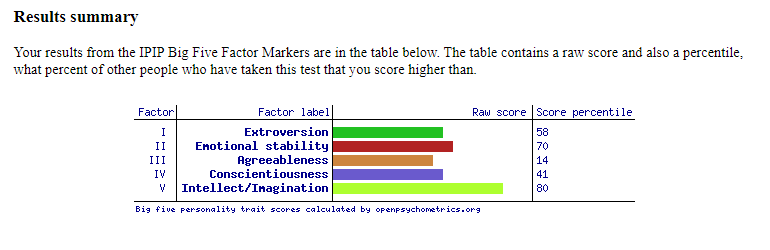 Results summary
Your results from the IPIP Big Five Factor Markers are in the table below. The table contains a raw score and also a percentile,
what percent of other people who have taken this test that you score higher than.
Factor Factor label Raw score Score percentile
I Extroversion 58
II Emotional stability 70
III Agreeableness 14
IV Conscientiousness 41
V Intellect/Imagination 80
Big five personality trait scores calculated by openpsychometrics.org